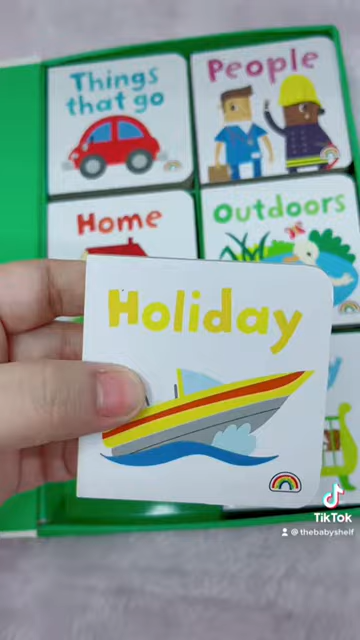 Things
that go
People
Home
Outdoors
Holiday
TikTok
@ thebabyshelf